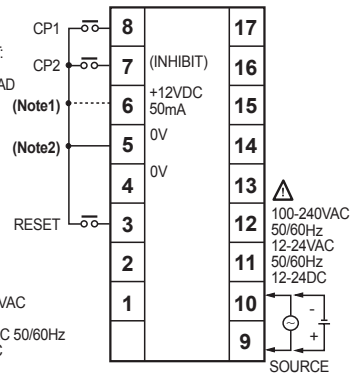 CP1
8
17
CP2
7
(INHIBIT)
16
AD
(Note1)
6
+12VDC
50mA
15
(Note2)
5
0V
14
4
0V
13
100-240VAC
50/60Hz
12-24VAC
50/60Hz
12-24DC
RESET
3
12
2
11
1
10
9
VAC
C 50/60Hz
C
-
+
SOURCE